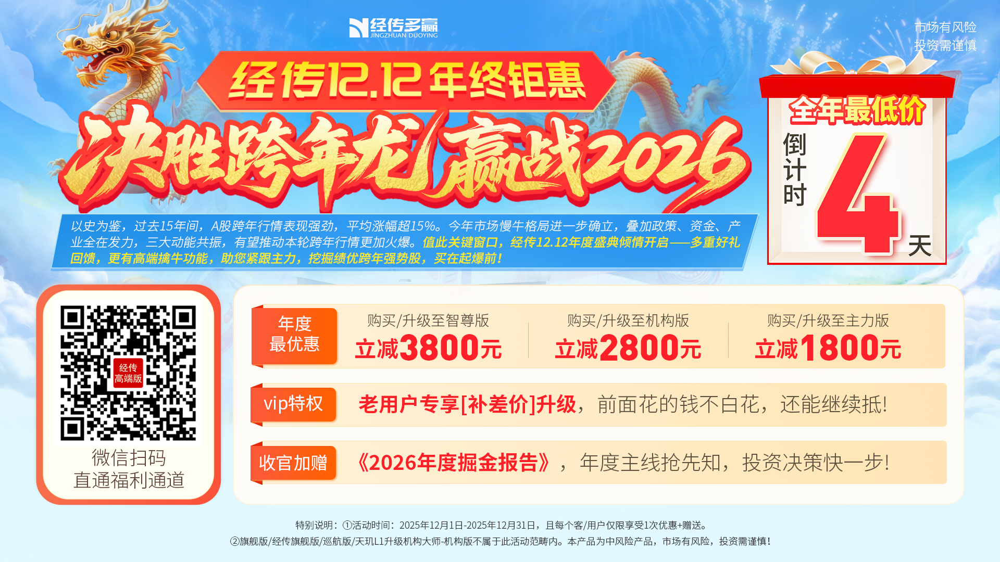 经传多赢
JINGZHUAN DUOYING
市场有风险
投资需谨慎
经传12.12年终钜惠
决胜跨年龙 赢战2026
全年最低价
倒计时
4
天
以史为鉴，过去15年间，A股跨年行情表现强劲，平均涨幅超15%。今年市场慢牛格局进一步确立，叠加政策、资金、产
业全在发力，三大动能共振，有望推动本轮跨年行情更加火爆。值此关键窗口，经传12.12年度盛典倾情开启——多重好礼
回馈，更有高端擒牛功能，助您紧跟主力，挖掘绩优跨年强势股，买在起爆前！
经传
高端版
微信扫码
直通福利通道
年度
最优惠
购买/升级至智尊版
立减3800元
购买/升级至机构版
立减2800元
购买/升级至主力版
立减1800元
vip特权
老用户专享[补差价]升级，前面花的钱不白花，还能继续抵!
收官加赠
《2026年度掘金报告》，年度主线抢先知，投资决策快一步!
特别说明：①活动时间：2025年12月1日-2025年12月31日，且每个客/用户仅限享受1次优惠+赠送。
②旗舰版/经传旗舰版/巡航版/天玑L1升级机构大师-机构版不属于此活动范畴内。本产品为中风险产品，市场有风险，投资需谨慎！